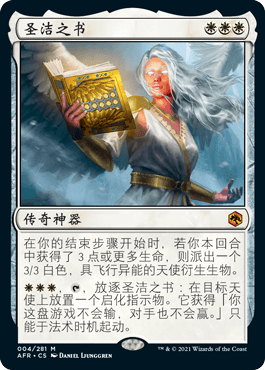 圣洁之书
传奇神器
在你的结束步骤开始时，若你本回合
中获得了 3 点或更多生命，则派出一个
3/3 白色，具飞行异能的天使衍生生物。
，，放逐圣洁之书：在目标天
使上放置一个启化指示物。它获得「你
这盘游戏不会输，对手也不会赢。」只
能于法术时机起动。
004/281 M
AFR • CS DANIEL LJUNGGREN
™ & © 2021 Wizards of the Coast